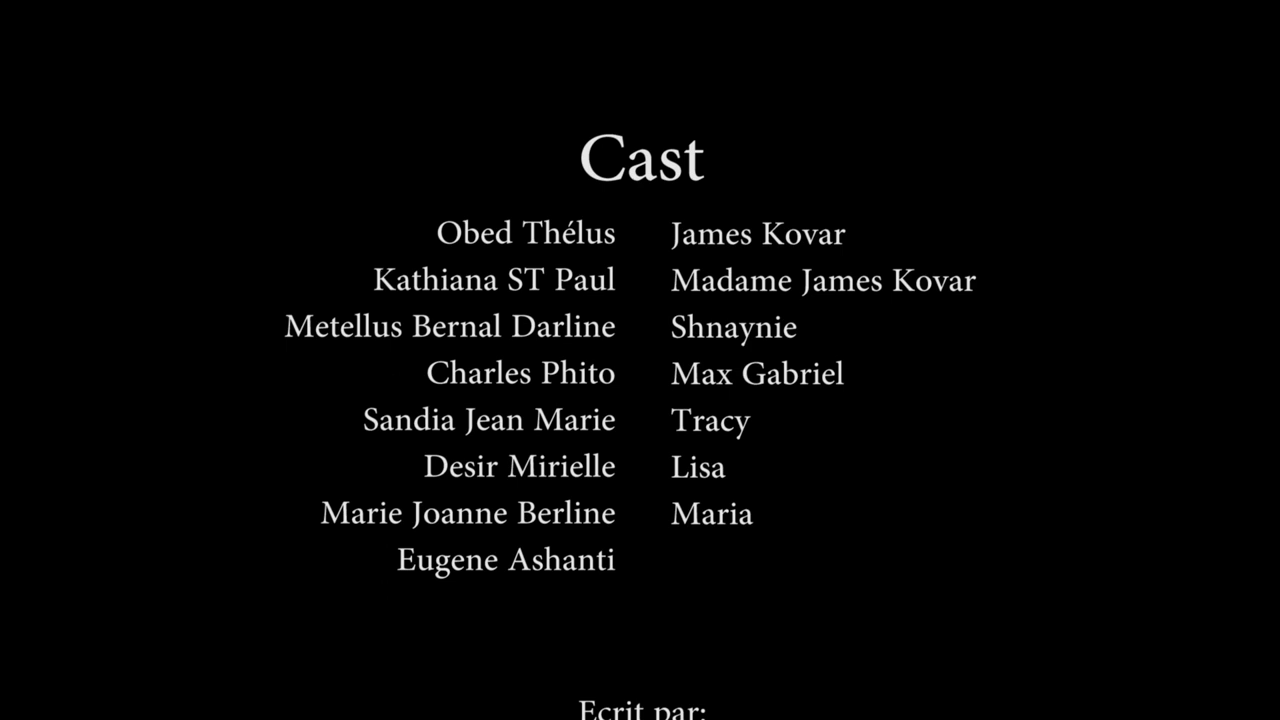 Cast
Obed Thélus James Kovar
Kathiana ST Paul Madame James Kovar
Metellus Bernal Darline Shnaynie
Charles Phito Max Gabriel
Sandia Jean Marie Tracy
Desir Mirielle Lisa
Marie Joanne Berline Maria
Eugene Ashanti
Ecrit par: